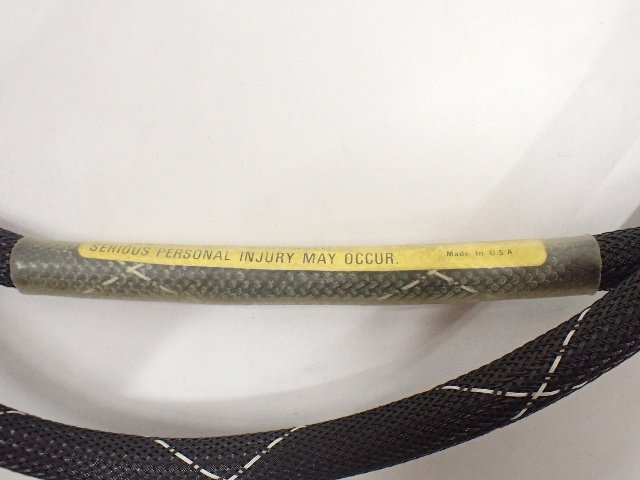 SERIOUS PERSONAL INJURY MAY OCCUR.
Made In U.S.A